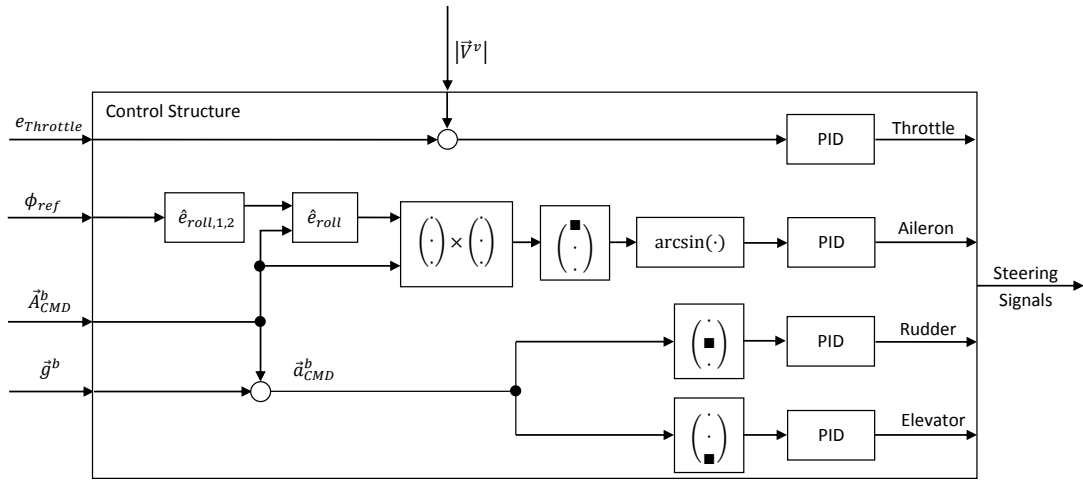 |V⃗ᵛ|
Control Structure
e_Throttle
PID
Throttle
ϕ_ref
ê_roll,1,2
ê_roll
(⋅ ⋅ ⋅) × (⋅ ⋅ ⋅)
(■ ⋅ ⋅)
arcsin(⋅)
PID
Aileron
Steering
Signals
A⃗ᵇ_CMD
(⋅ ■ ⋅)
PID
Rudder
g⃗ᵇ
a⃗ᵇ_CMD
(⋅ ⋅ ■)
PID
Elevator